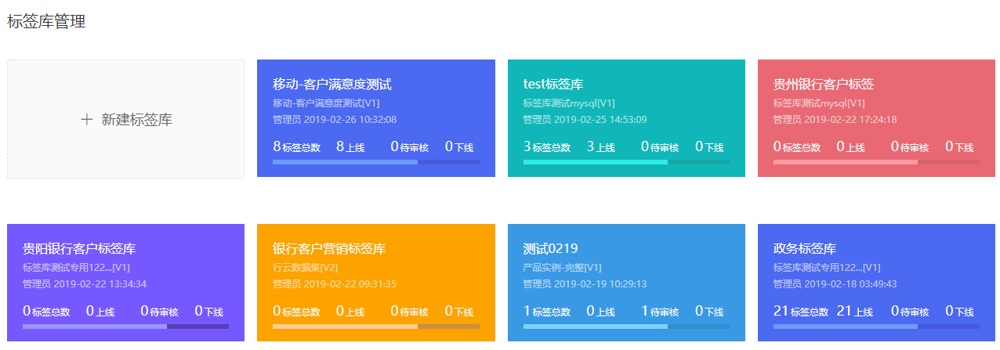 标签库管理
＋ 新建标签库
移动-客户满意度测试
移动-客户满意度测试[V1]
管理员 2019-02-26 10:32:08
8标签总数 8上线 0待审核 0下线
test标签库
标签库测试mysql[V1]
管理员 2019-02-25 14:53:09
3标签总数 3上线 0待审核 0下线
贵州银行客户标签
标签库测试mysql[V1]
管理员 2019-02-22 17:24:18
0标签总数 0上线 0待审核 0下线
贵阳银行客户标签库
标签库测试专用122...[V1]
管理员 2019-02-22 13:34:34
0标签总数 0上线 0待审核 0下线
银行客户营销标签库
行云数据集[V2]
管理员 2019-02-22 09:31:35
0标签总数 0上线 0待审核 0下线
测试0219
产品实例-完整[V1]
管理员 2019-02-19 10:29:13
1标签总数 0上线 1待审核 0下线
政务标签库
标签库测试专用122...[V1]
管理员 2019-02-18 03:49:43
21标签总数 21上线 0待审核 0下线